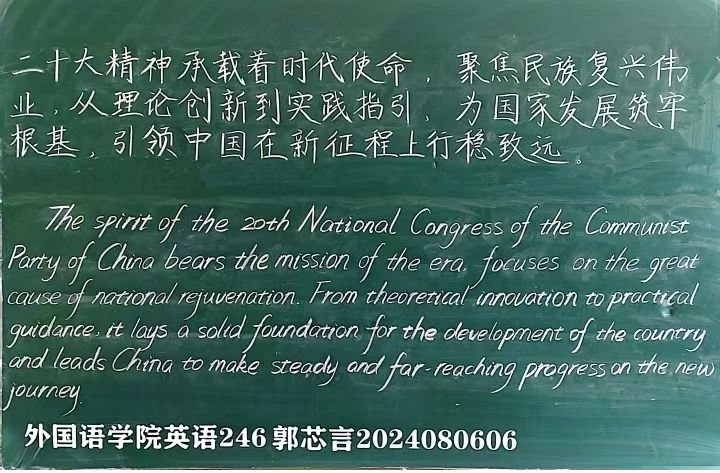 二十大精神承载着时代使命，聚焦民族复兴伟
业，从理论创新到实践指引，为国家发展筑牢
根基，引领中国在新征程上行稳致远。
The spirit of the 20th National Congress of the Communist
Party of China bears the mission of the era, focuses on the great
cause of national rejuvenation. From theoretical innovation to practical
guidance, it lays a solid foundation for the development of the country
and leads China to make steady and far-reaching progress on the new
journey.
外国语学院英语246 郭芯言2024080606